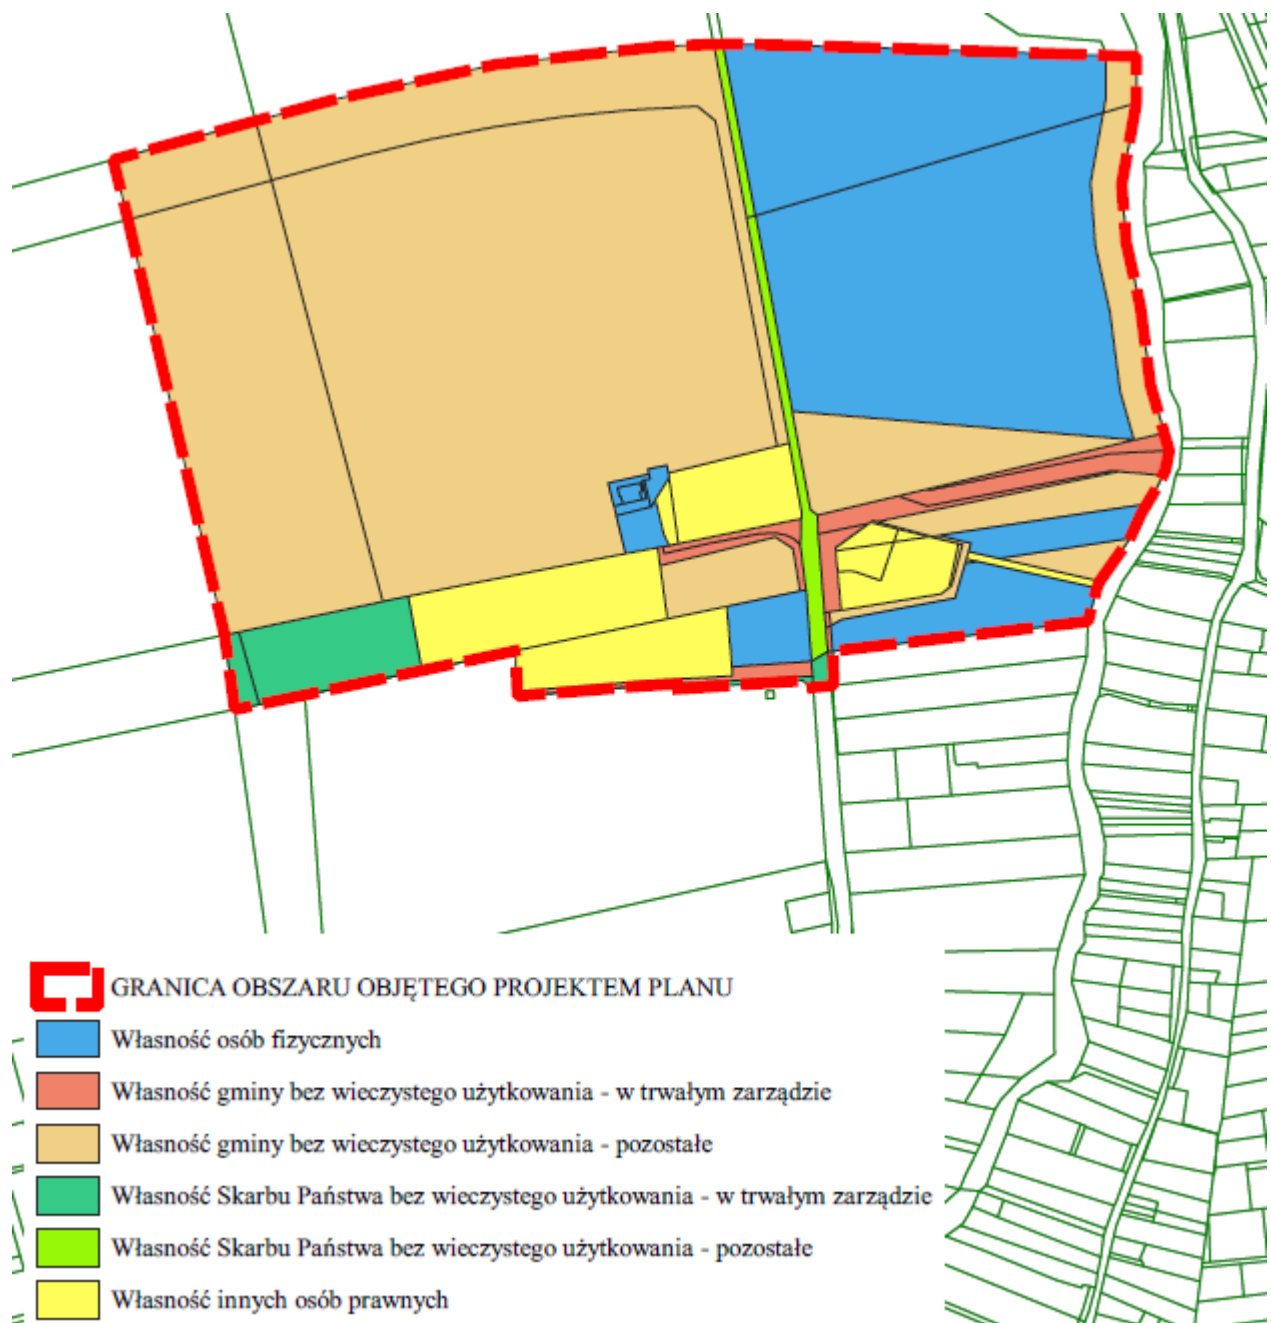 GRANICA OBSZARU OBJĘTEGO PROJEKTEM PLANU
Własność osób fizycznych
Własność gminy bez wieczystego użytkowania - w trwałym zarządzie
Własność gminy bez wieczystego użytkowania - pozostałe
Własność Skarbu Państwa bez wieczystego użytkowania - w trwałym zarządzie
Własność Skarbu Państwa bez wieczystego użytkowania - pozostałe
Własność innych osób prawnych